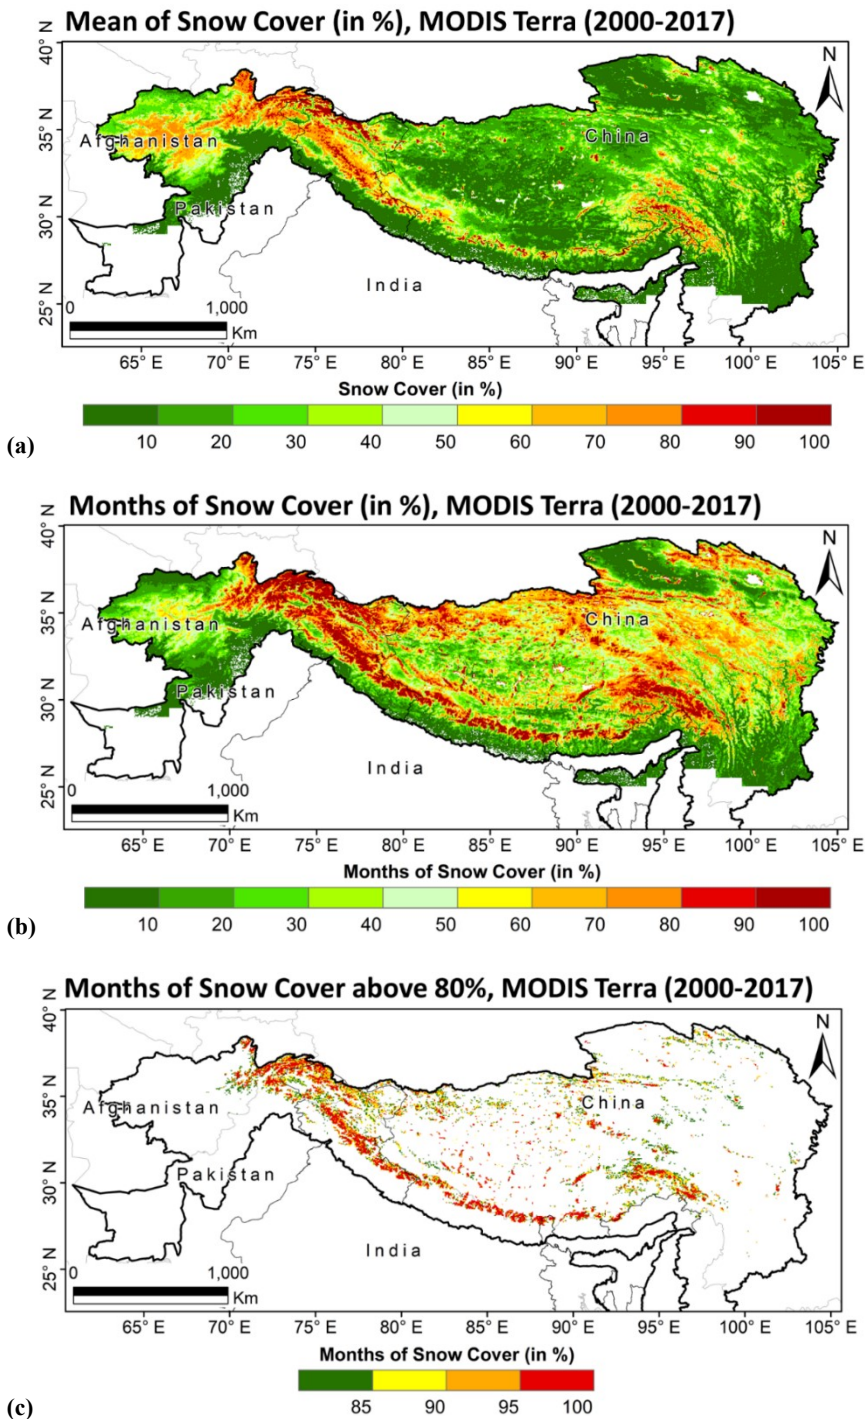 Mean of Snow Cover (in %), MODIS Terra (2000-2017)
40° N
35° N
30° N
25° N
N
Afghanistan
China
Pakistan
India
0 1,000
Km
65° E 70° E 75° E 80° E 85° E 90° E 95° E 100° E 105° E
Snow Cover (in %)
10 20 30 40 50 60 70 80 90 100
(a)
Months of Snow Cover (in %), MODIS Terra (2000-2017)
40° N
35° N
30° N
25° N
N
Afghanistan
China
Pakistan
India
0 1,000
Km
65° E 70° E 75° E 80° E 85° E 90° E 95° E 100° E 105° E
Months of Snow Cover (in %)
10 20 30 40 50 60 70 80 90 100
(b)
Months of Snow Cover above 80%, MODIS Terra (2000-2017)
40° N
35° N
30° N
25° N
N
Afghanistan
China
Pakistan
India
0 1,000
Km
65° E 70° E 75° E 80° E 85° E 90° E 95° E 100° E 105° E
Months of Snow Cover (in %)
85 90 95 100
(c)